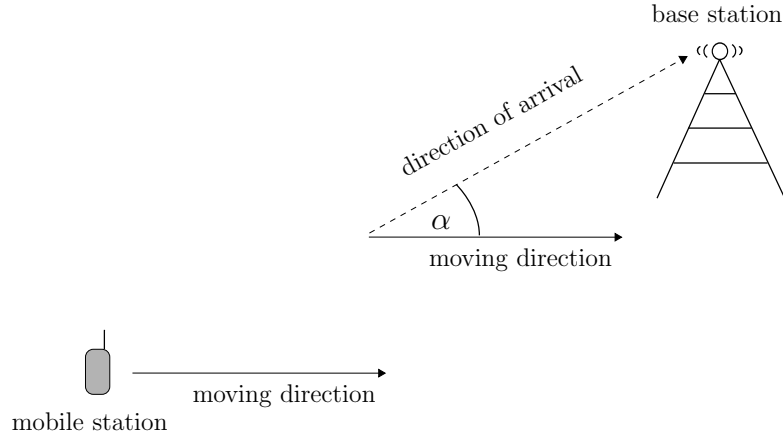 base station
direction of arrival
α
moving direction
moving direction
mobile station